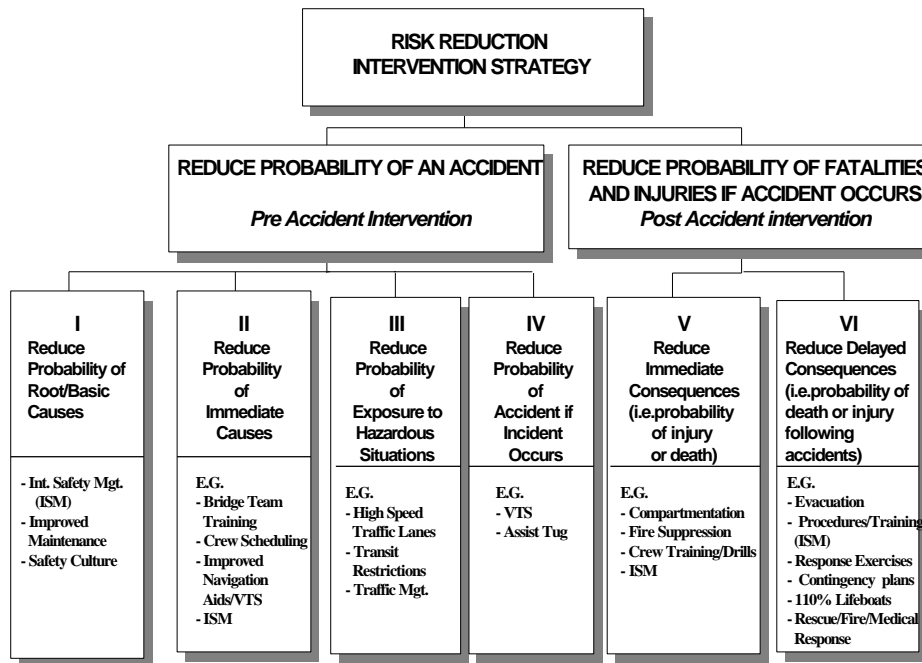 RISK REDUCTION
INTERVENTION STRATEGY
REDUCE PROBABILITY OF AN ACCIDENT
Pre Accident Intervention
REDUCE PROBABILITY OF FATALITIES
AND INJURIES IF ACCIDENT OCCURS
Post Accident intervention
I
Reduce
Probability of
Root/Basic
Causes
- Int. Safety Mgt.
(ISM)
- Improved
Maintenance
- Safety Culture
II
Reduce
Probability
of
Immediate
Causes
E.G.
- Bridge Team
Training
- Crew Scheduling
- Improved
Navigation
Aids/VTS
- ISM
III
Reduce
Probability
of
Exposure to
Hazardous
Situations
E.G.
- High Speed
Traffic Lanes
- Transit
Restrictions
- Traffic Mgt.
IV
Reduce
Probability
of
Accident if
Incident
Occurs
E.G.
- VTS
- Assist Tug
V
Reduce
Immediate
Consequences
(i.e.probability
of injury
or death)
E.G.
- Compartmentation
- Fire Suppression
- Crew Training/Drills
- ISM
VI
Reduce Delayed
Consequences
(i.e.probability of
death or injury
following
accidents)
E.G.
- Evacuation
- Procedures/Training
(ISM)
- Response Exercises
- Contingency plans
- 110% Lifeboats
- Rescue/Fire/Medical
Response